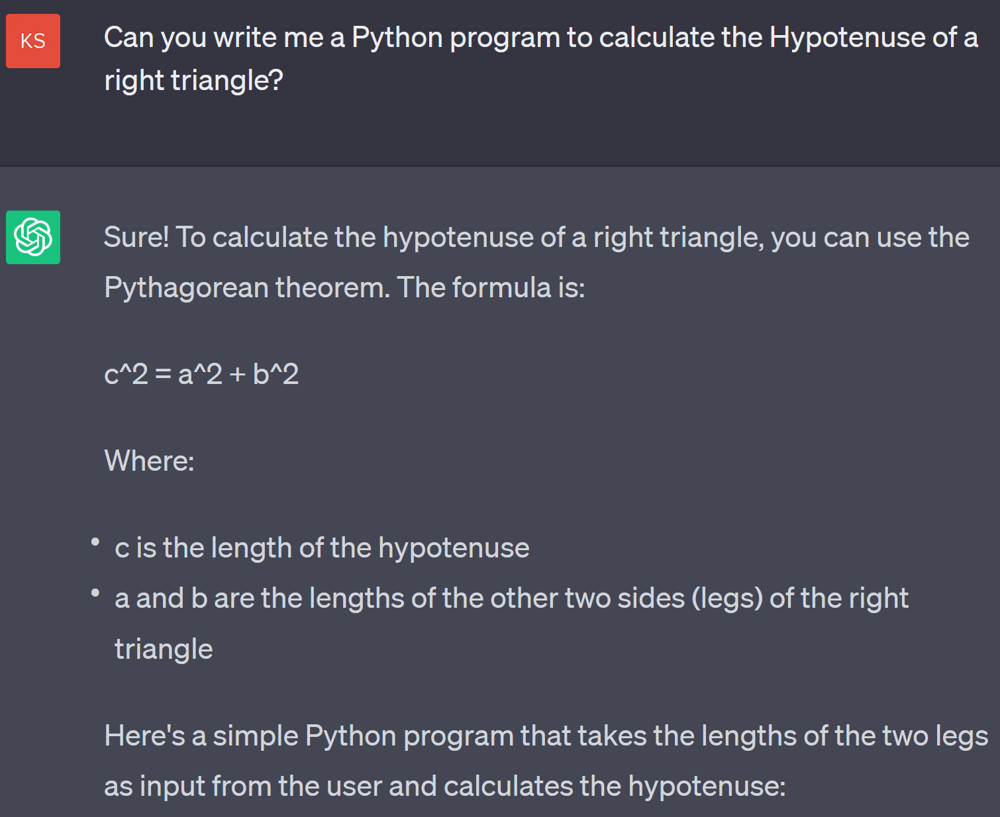 KS
Can you write me a Python program to calculate the Hypotenuse of a
right triangle?
Sure! To calculate the hypotenuse of a right triangle, you can use the
Pythagorean theorem. The formula is:
c^2 = a^2 + b^2
Where:
• c is the length of the hypotenuse
• a and b are the lengths of the other two sides (legs) of the right
triangle
Here's a simple Python program that takes the lengths of the two legs
as input from the user and calculates the hypotenuse: